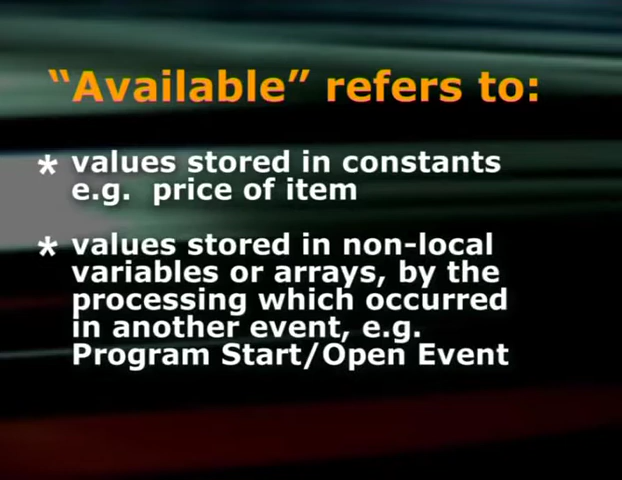 “Available” refers to:
* values stored in constants
e.g. price of item
* values stored in non-local
variables or arrays, by the
processing which occurred
in another event, e.g.
Program Start/Open Event